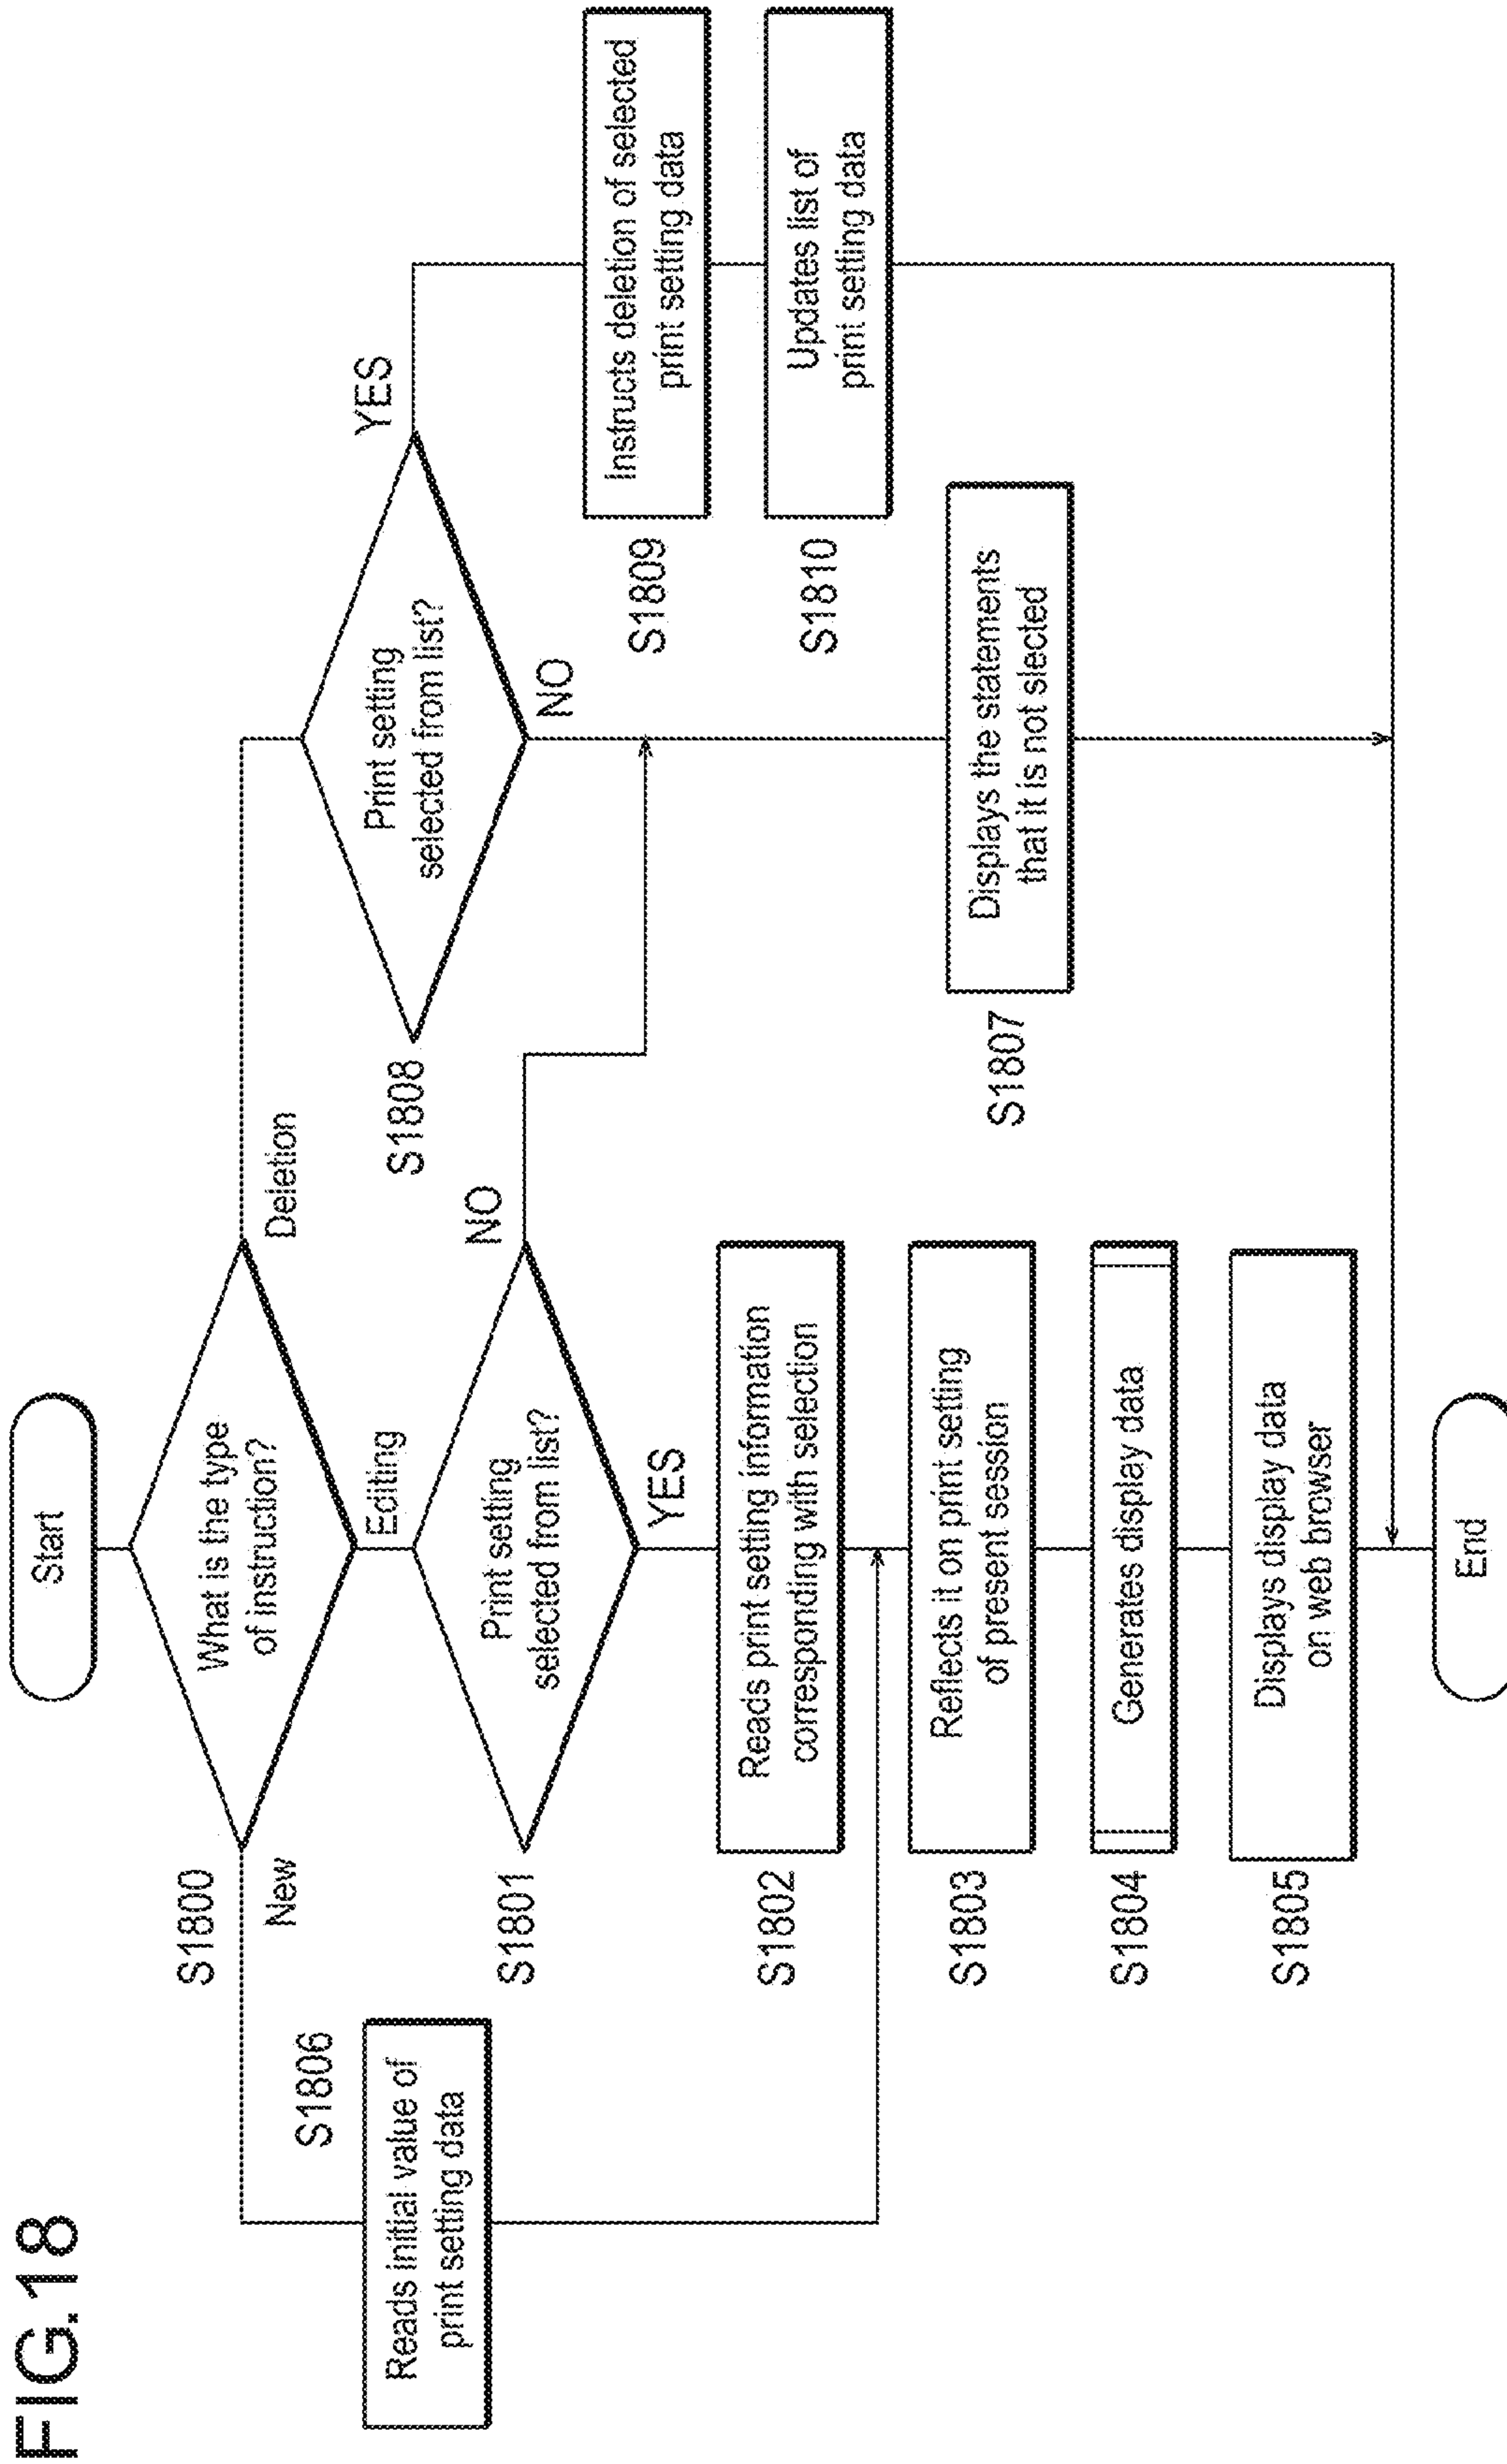 FIG.18
Start
S1800
What is the type
of instruction?
New
Editing
Deletion
S1806
Reads initial value of
print setting data
S1801
Print setting
selected from list?
NO
YES
S1808
Print setting
selected from list?
YES
NO
S1802
Reads print setting information
corresponding with selection
S1809
Instructs deletion of selected
print setting data
S1803
Reflects it on print setting
of present session
S1810
Updates list of
print setting data
S1804
Generates display data
S1807
Displays the statements
that it is not slected
S1805
Displays display data
on web browser
End